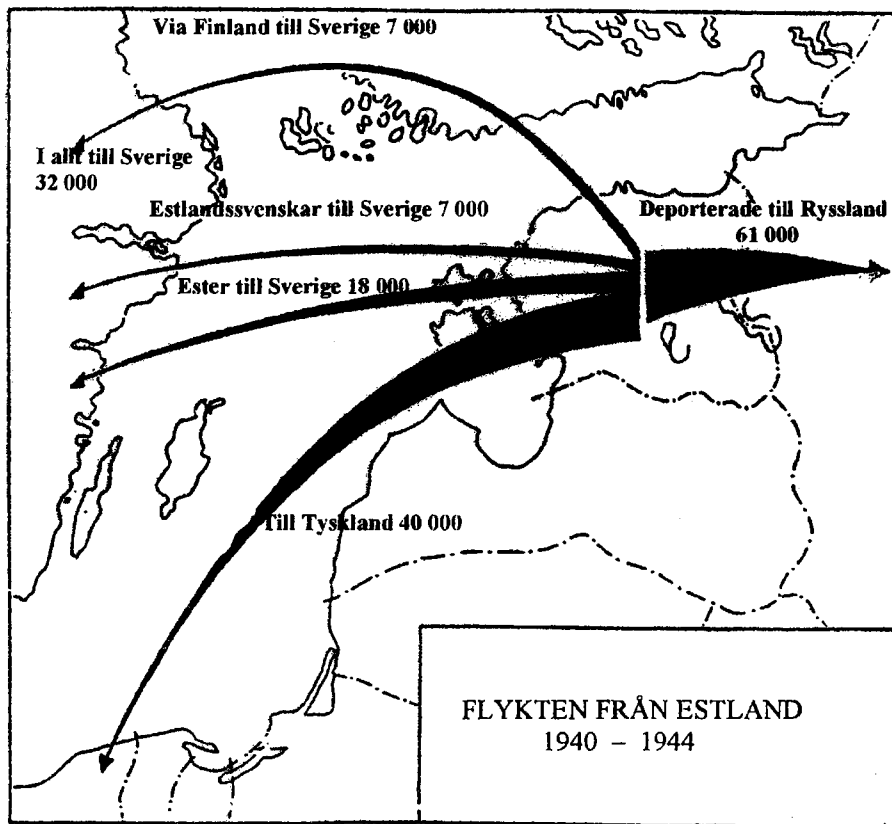 Via Finland till Sverige 7 000
I allt till Sverige
32 000
Estlandssvenskar till Sverige 7 000
Deporterade till Ryssland
61 000
Ester till Sverige 18 000
Till Tyskland 40 000
FLYKTEN FRÅN ESTLAND
1940 – 1944